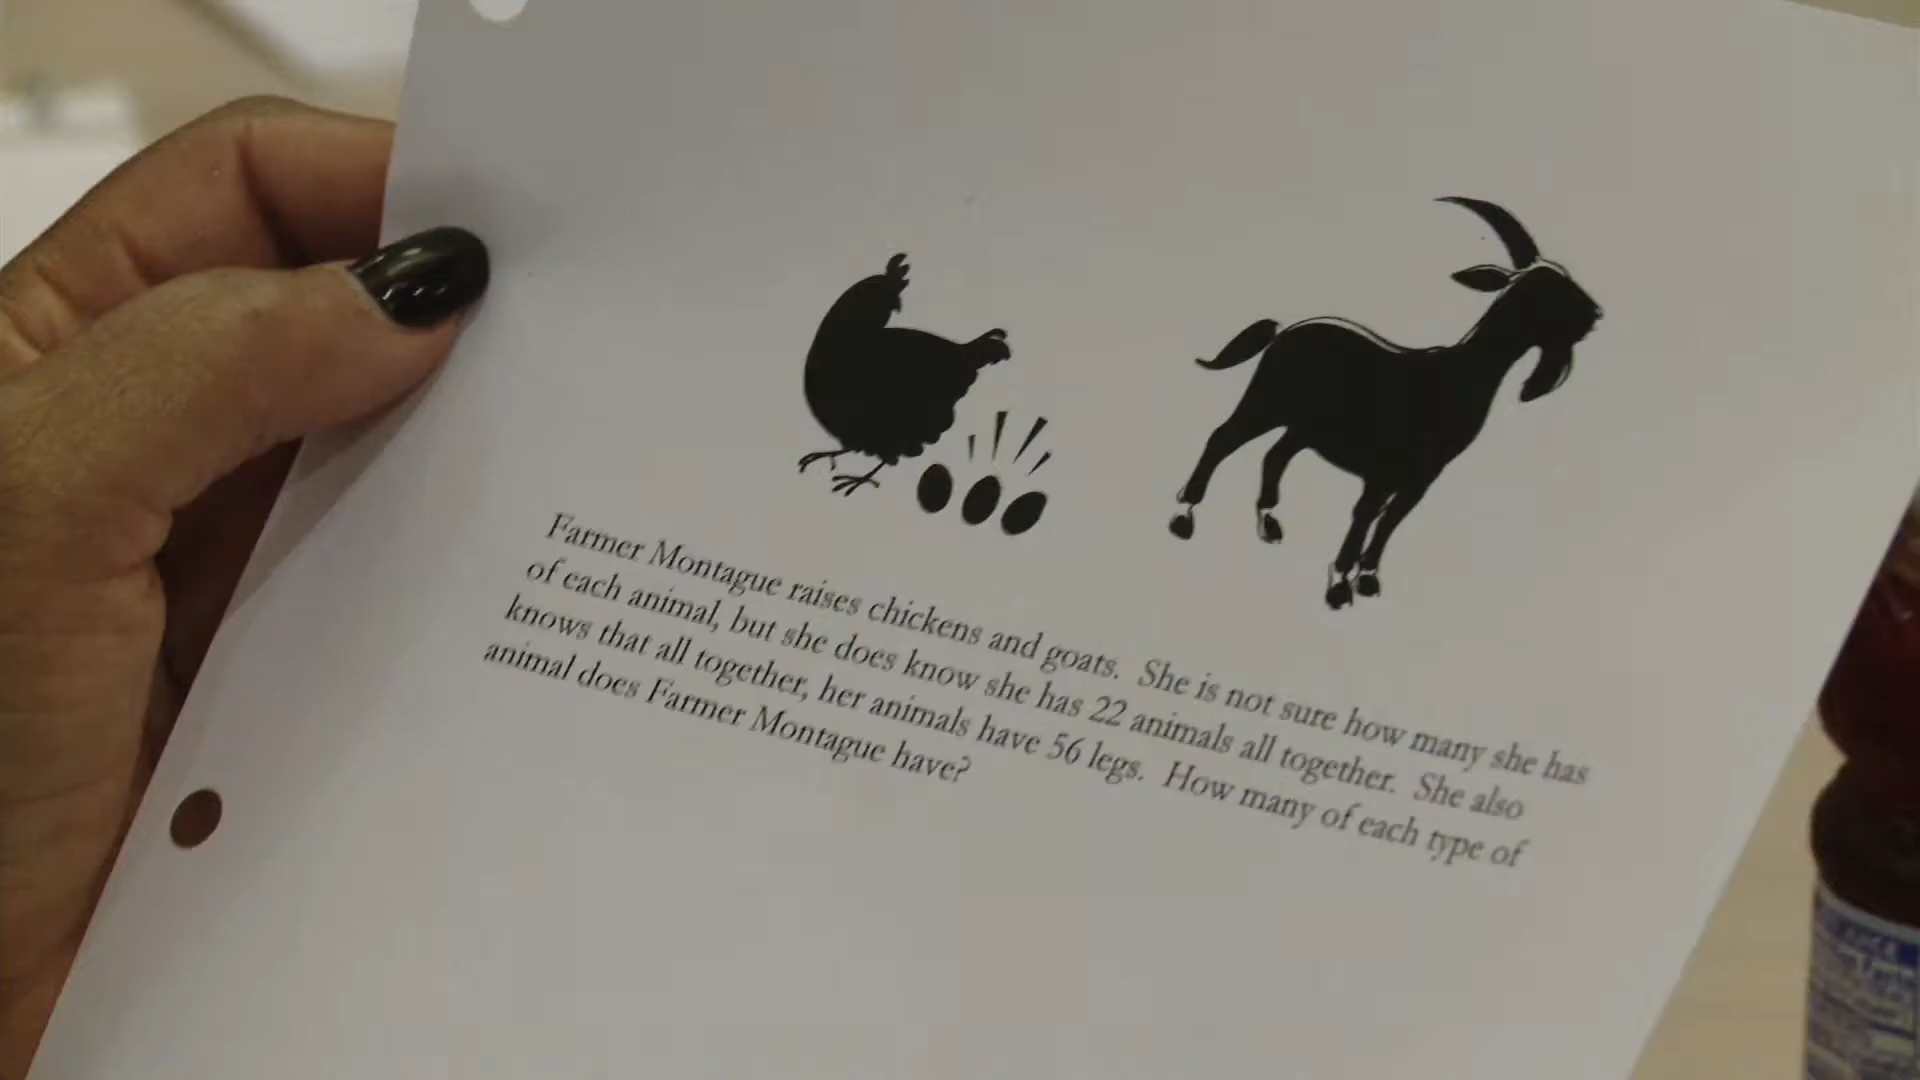 Farmer Montague raises chickens and goats. She is not sure how many she has
of each animal, but she does know she has 22 animals all together. She also
knows that all together, her animals have 56 legs. How many of each type of
animal does Farmer Montague have?